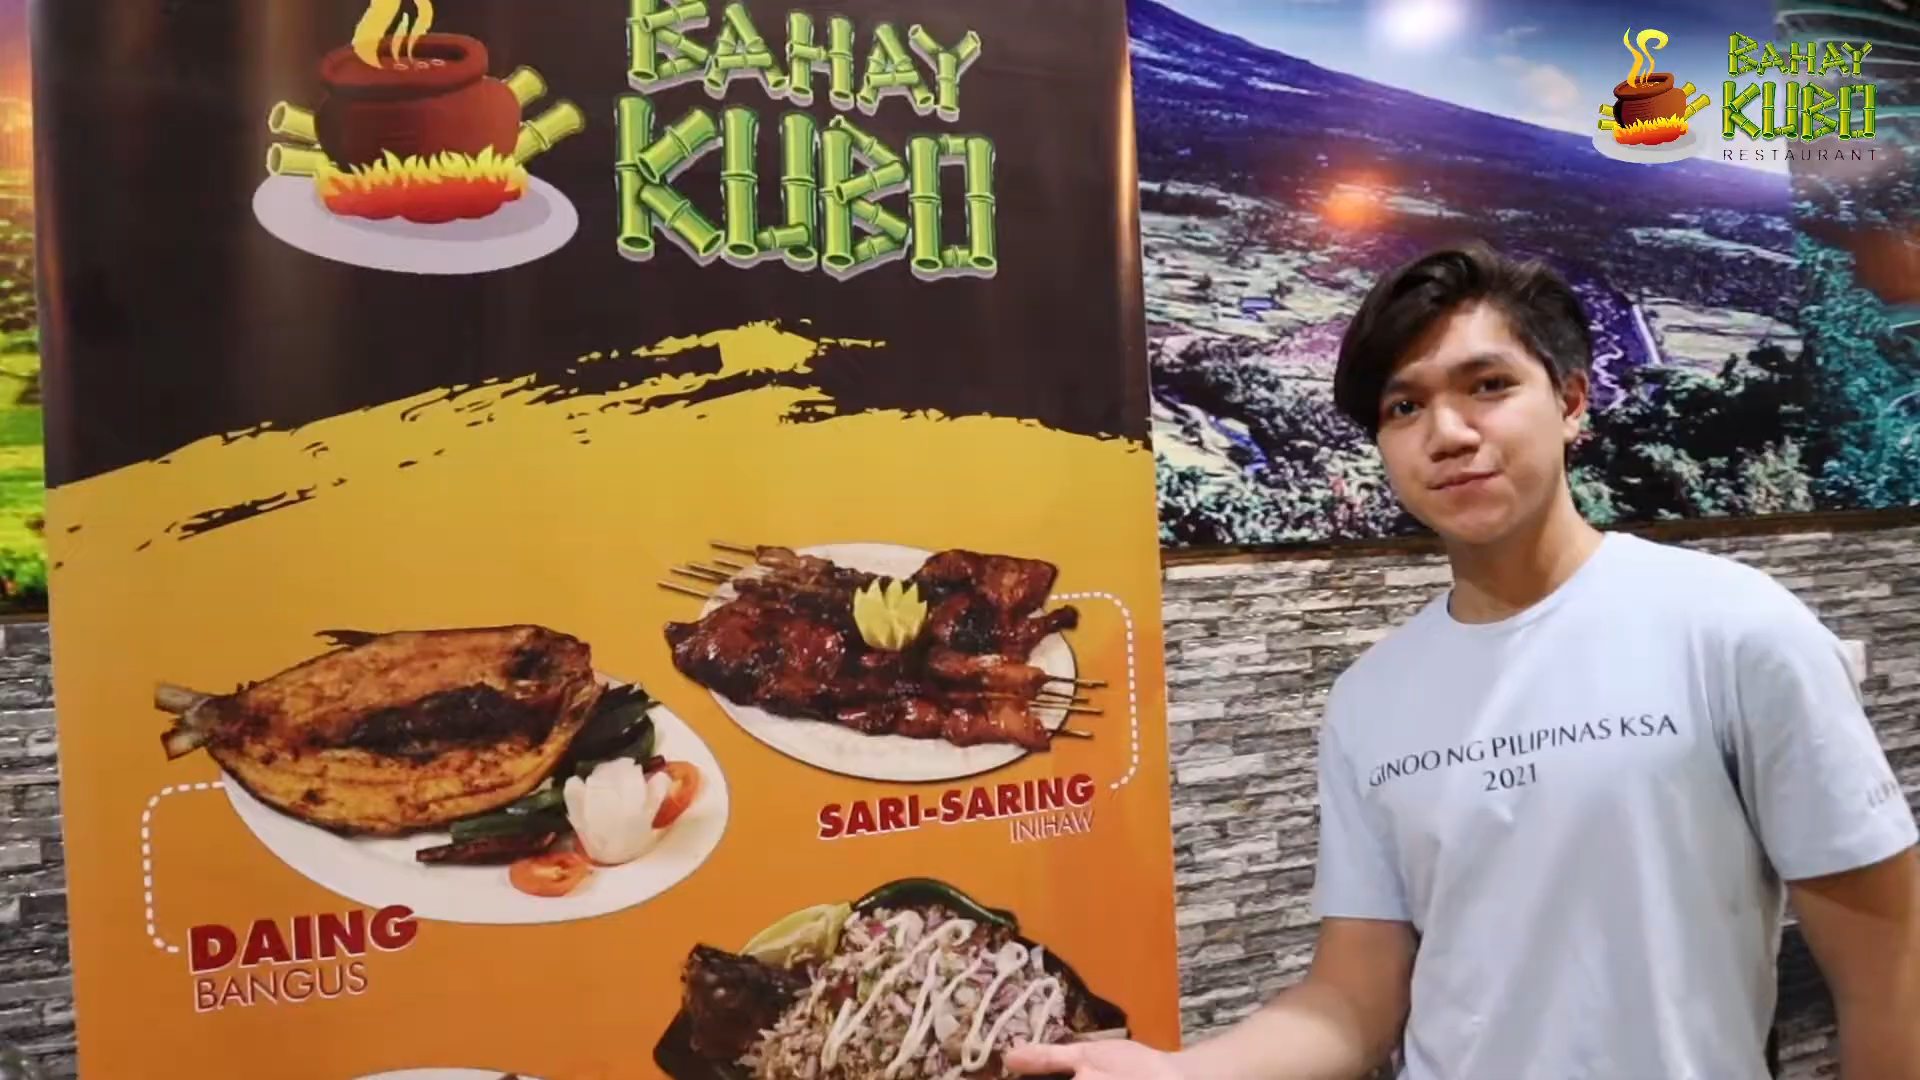 BAHAY
KUBO
BAHAY
KUBO
RESTAURANT
GINOO NG PILIPINAS KSA
2021
SARI-SARING
INIHAW
DAING
BANGUS